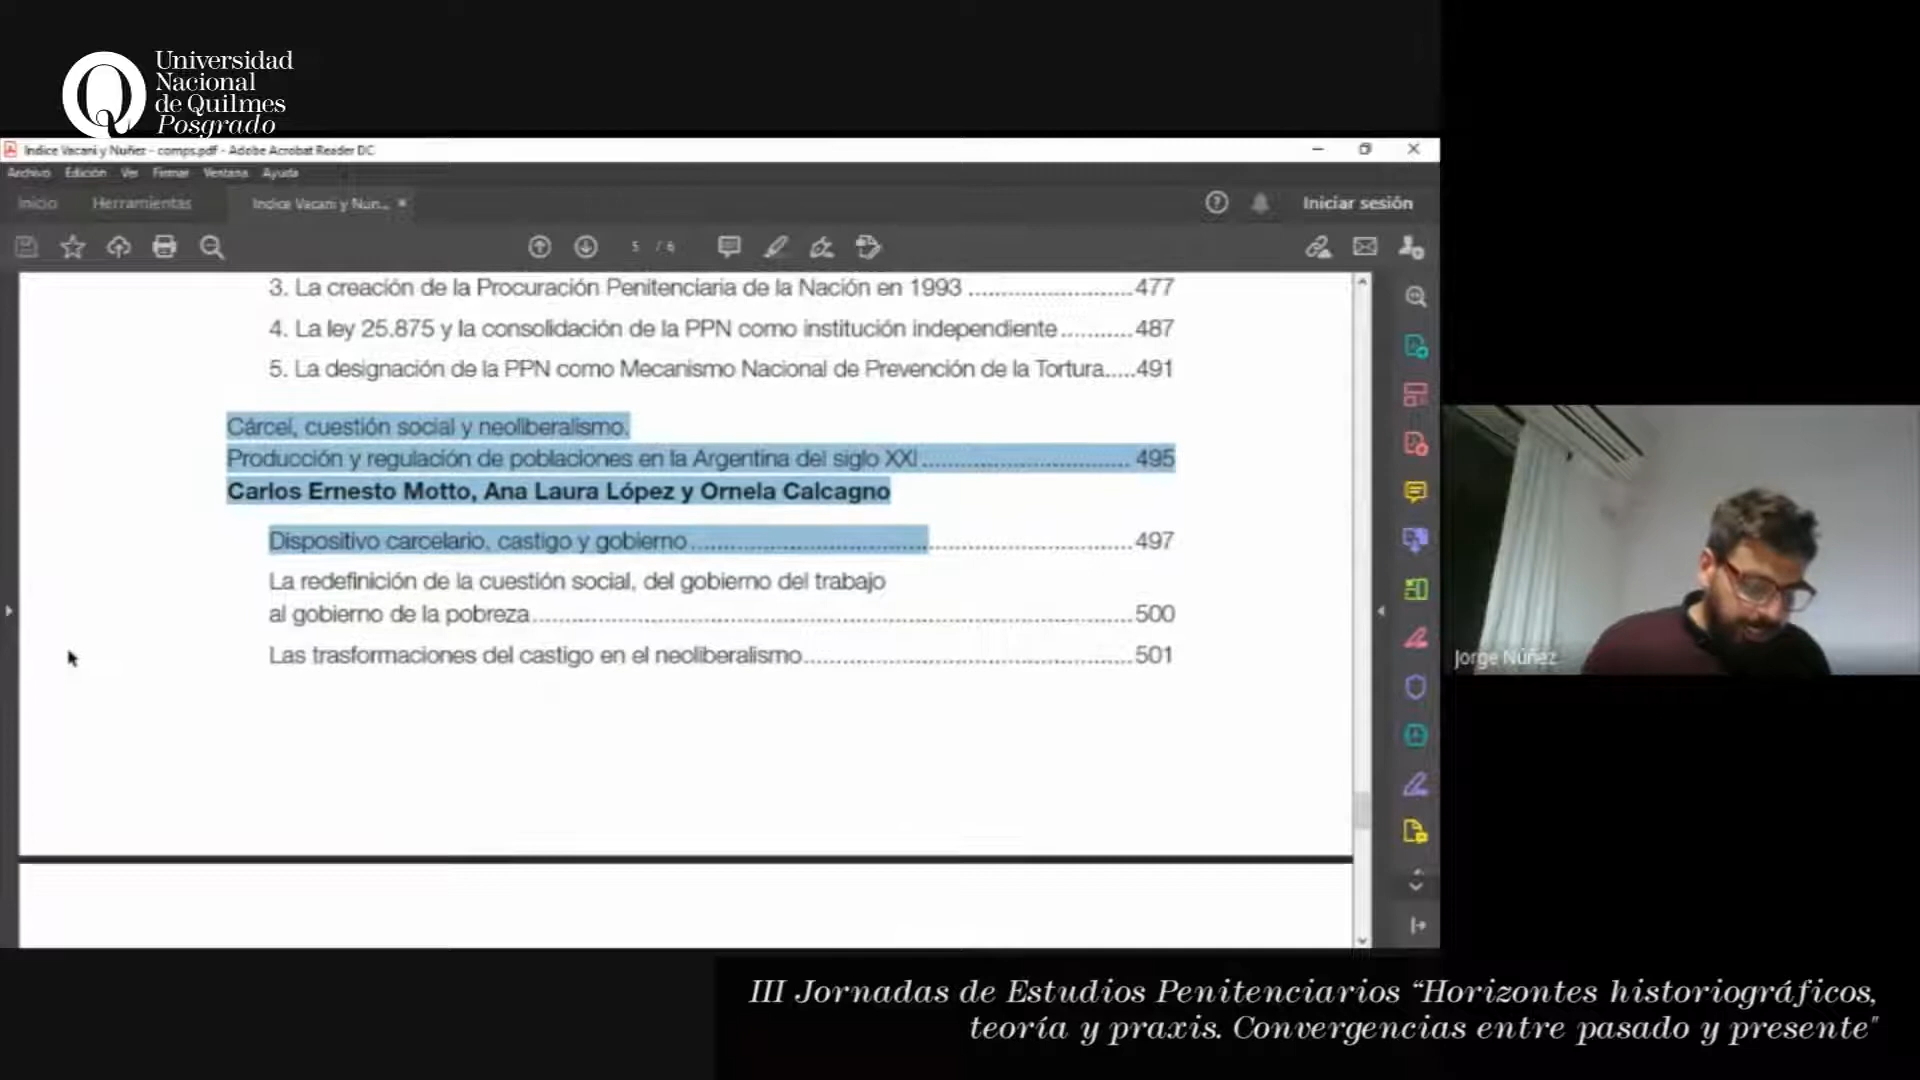 Universidad
Nacional
de Quilmes
Posgrado
Indice Vacani y Nuñez - comps.pdf - Adobe Acrobat Reader DC
Archivo Edición Ver Firmar Ventana Ayuda
Inicio Herramientas Indice Vacani y Nuñ... × Iniciar sesión
5 / 6
3. La creación de la Procuración Penitenciaria de la Nación en 1993 ..........................477
4. La ley 25.875 y la consolidación de la PPN como institución independiente...........487
5. La designación de la PPN como Mecanismo Nacional de Prevención de la Tortura.....491
Cárcel, cuestión social y neoliberalismo.
Producción y regulación de poblaciones en la Argentina del siglo XXI................................. 495
Carlos Ernesto Motto, Ana Laura López y Ornela Calcagno
Dispositivo carcelario, castigo y gobierno......................................................................497
La redefinición de la cuestión social, del gobierno del trabajo
al gobierno de la pobreza...............................................................................................500
Las trasformaciones del castigo en el neoliberalismo....................................................501
Jorge Núñez
III Jornadas de Estudios Penitenciarios “Horizontes historiográficos,
teoría y praxis. Convergencias entre pasado y presente"